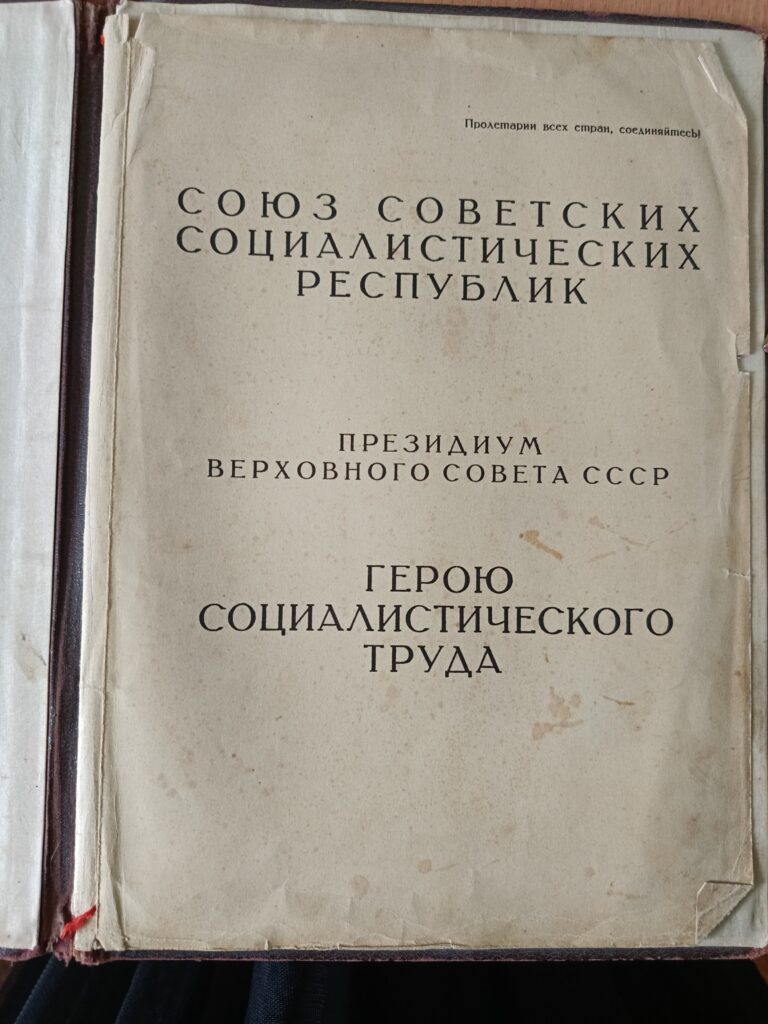 Пролетарии всех стран, соединяйтесь!
СОЮЗ СОВЕТСКИХ
СОЦИАЛИСТИЧЕСКИХ
РЕСПУБЛИК
ПРЕЗИДИУМ
ВЕРХОВНОГО СОВЕТА СССР
ГЕРОЮ
СОЦИАЛИСТИЧЕСКОГО
ТРУДА